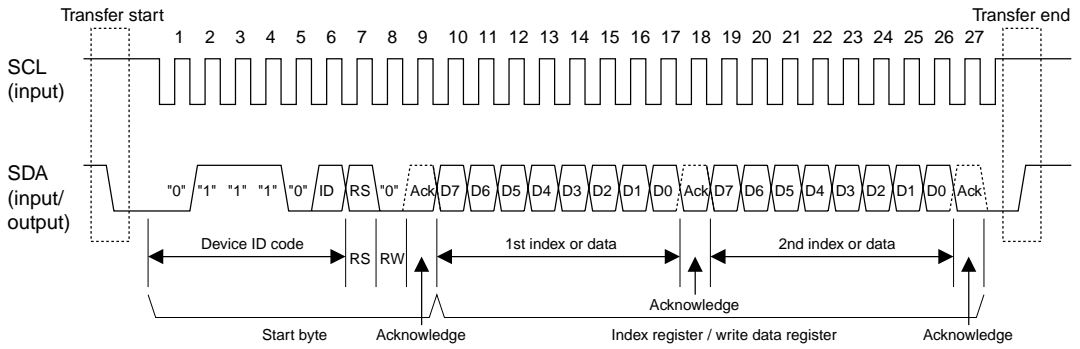 Transfer start
Transfer end
1 2 3 4 5 6 7 8 9 10 11 12 13 14 15 16 17 18 19 20 21 22 23 24 25 26 27
SCL
(input)
SDA
(input/
output)
"0" "1" "1" "1" "0" ID RS "0" Ack D7 D6 D5 D4 D3 D2 D1 D0 Ack D7 D6 D5 D4 D3 D2 D1 D0 Ack
Device ID code
RS
RW
1st index or data
2nd index or data
Acknowledge
Start byte
Acknowledge
Index register / write data register
Acknowledge